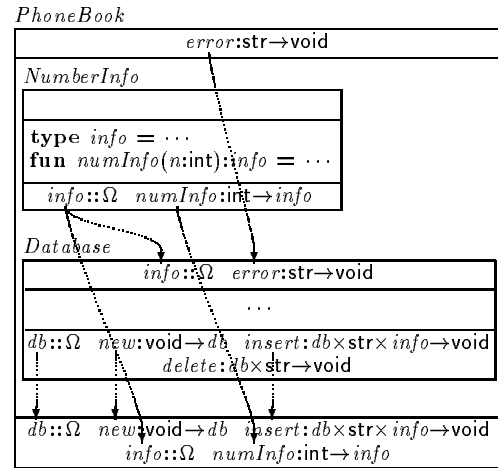 PhoneBook
error:str→void
NumberInfo
type info = ···
fun numInfo(n:int):info = ···
info::Ω numInfo:int→info
Database
info::Ω error:str→void
···
db::Ω new:void→db insert:db×str×info→void
delete:db×str→void
db::Ω new:void→db insert:db×str×info→void
info::Ω numInfo:int→info